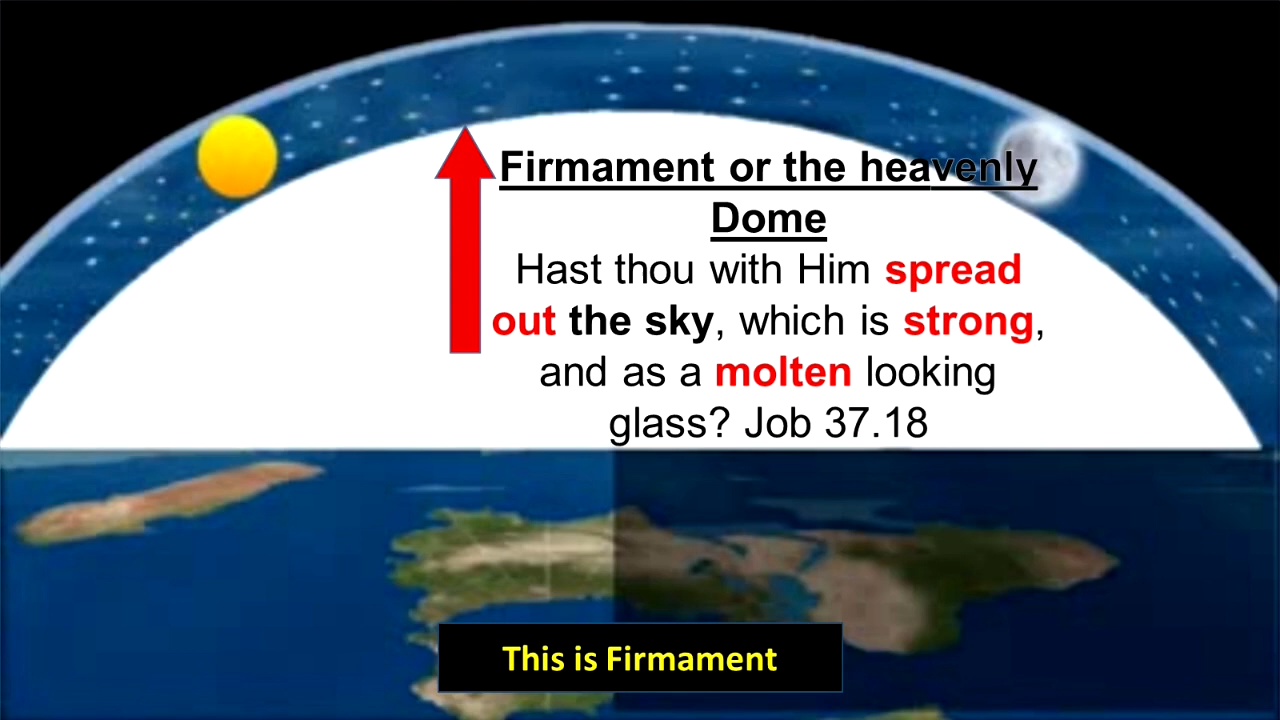 Firmament or the heavenly
Dome
Hast thou with Him spread
out the sky, which is strong,
and as a molten looking
glass? Job 37.18
This is Firmament